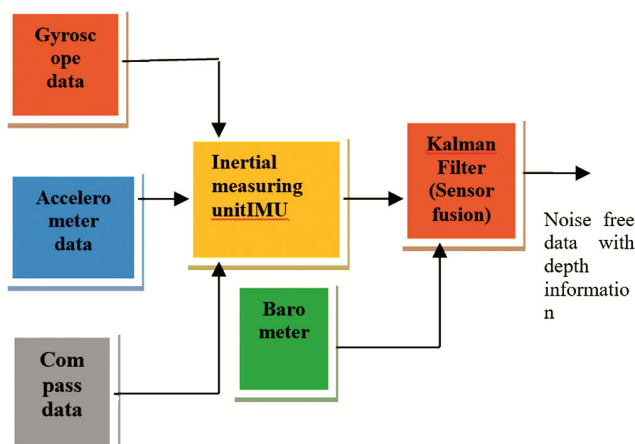 Gyrosc
ope
data
Accelero
meter
data
Com
pass
data
Inertial
measuring
unitIMU
Baro
meter
Kalman
Filter
(Sensor
fusion)
Noise free
data with
depth
informatio
n